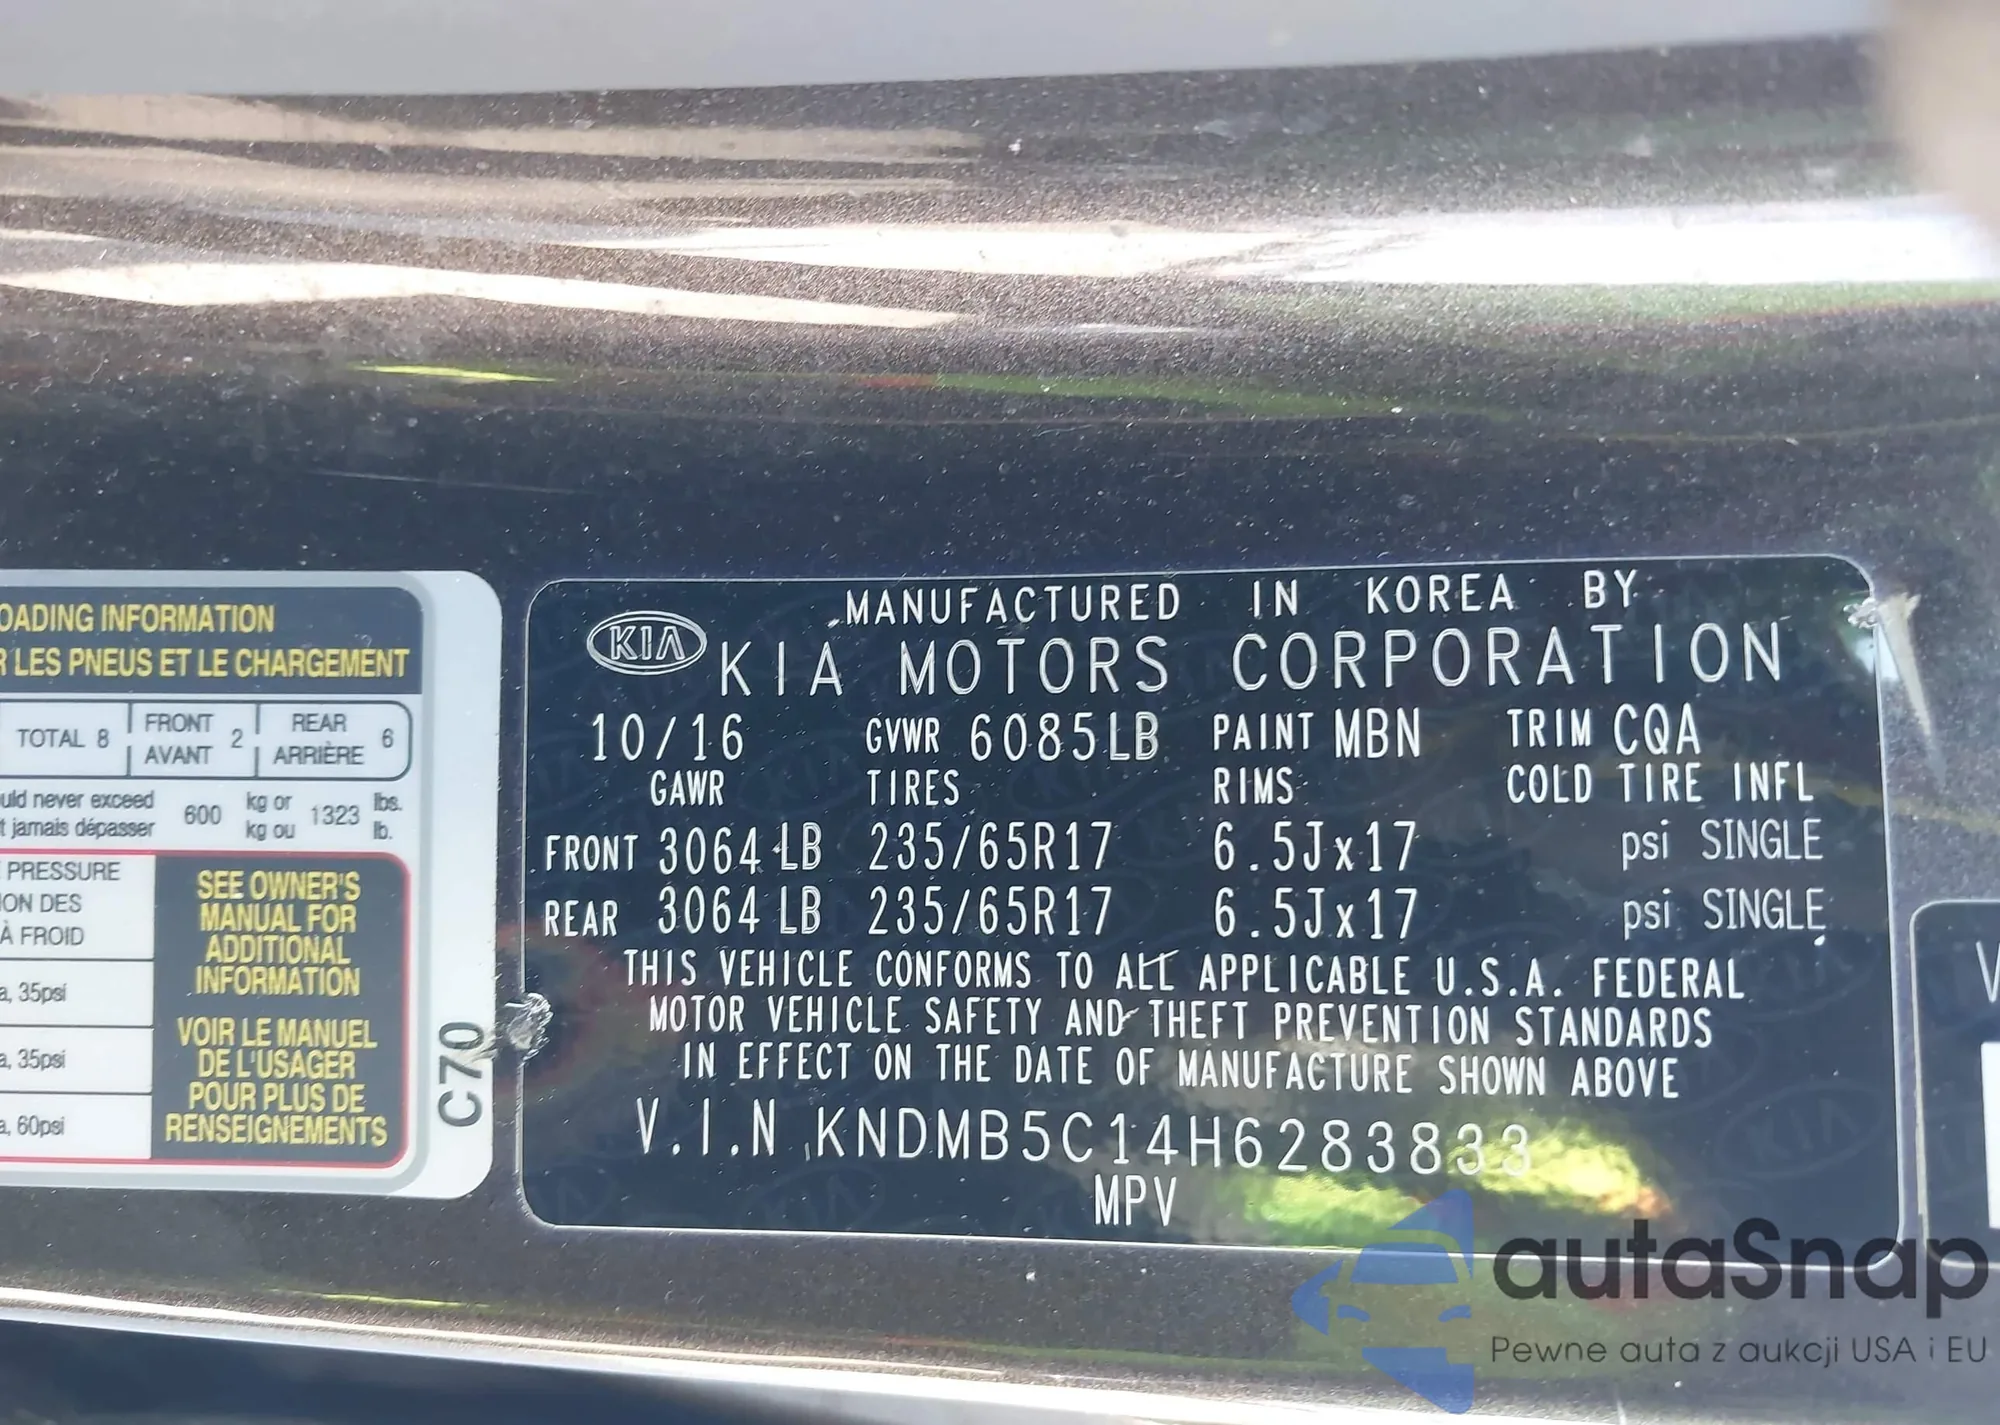 OADING INFORMATION
R LES PNEUS ET LE CHARGEMENT
TOTAL 8
FRONT
AVANT
2
REAR
ARRIÈRE
6
uld never exceed
t jamais dépasser
600
kg or
kg ou
1323
lbs.
lb.
PRESSURE
ION DES
À FROID
a, 35psi
a, 35psi
a, 60psi
SEE OWNER'S
MANUAL FOR
ADDITIONAL
INFORMATION
VOIR LE MANUEL
DE L'USAGER
POUR PLUS DE
RENSEIGNEMENTS
C70
MANUFACTURED IN KOREA BY
KIA
KIA MOTORS CORPORATION
10/16 GVWR 6085LB PAINT MBN TRIM CQA
GAWR TIRES RIMS COLD TIRE INFL
FRONT 3064 LB 235/65R17 6.5Jx17 psi SINGLE
REAR 3064 LB 235/65R17 6.5Jx17 psi SINGLE
THIS VEHICLE CONFORMS TO ALL APPLICABLE U.S.A. FEDERAL
MOTOR VEHICLE SAFETY AND THEFT PREVENTION STANDARDS
IN EFFECT ON THE DATE OF MANUFACTURE SHOWN ABOVE
V.I.N KNDMB5C14H6283833
MPV
autaSnap
Pewne auta z aukcji USA i EU